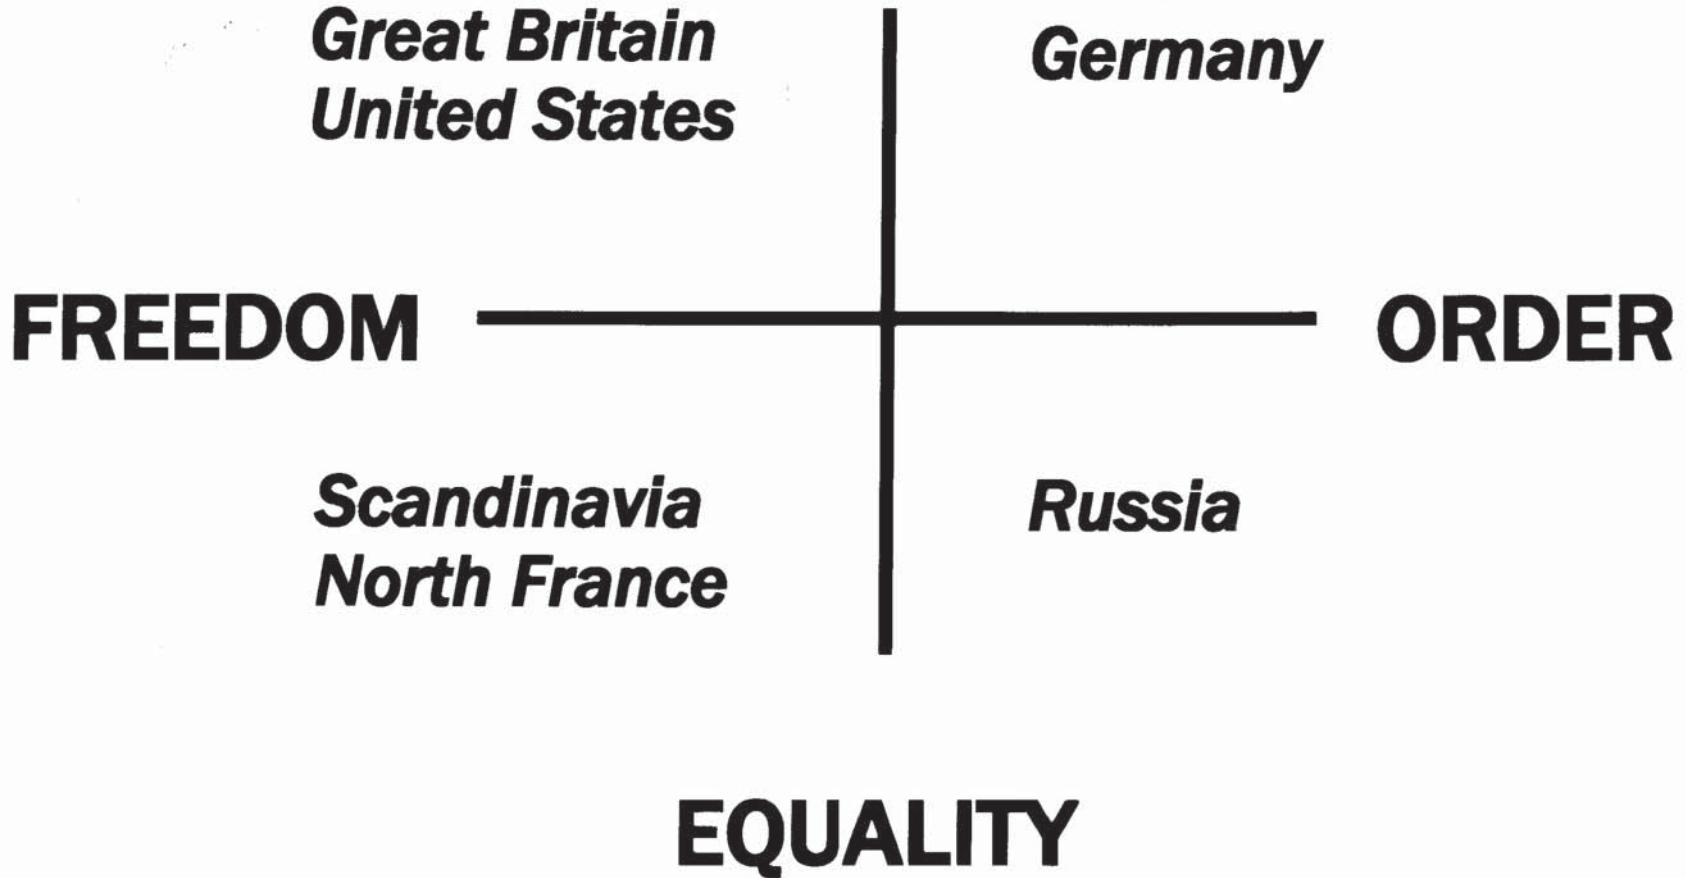 Great Britain
United States
Germany
FREEDOM
ORDER
Scandinavia
North France
Russia
EQUALITY